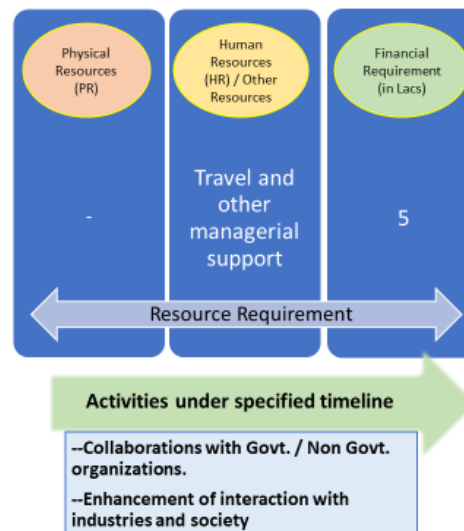 Physical
Resources
(PR)
Human
Resources
(HR) / Other
Resources
Financial
Requirement
(in Lacs)
-
Travel and
other
managerial
support
5
Resource Requirement
Activities under specified timeline
--Collaborations with Govt. / Non Govt.
organizations.
--Enhancement of interaction with
industries and society